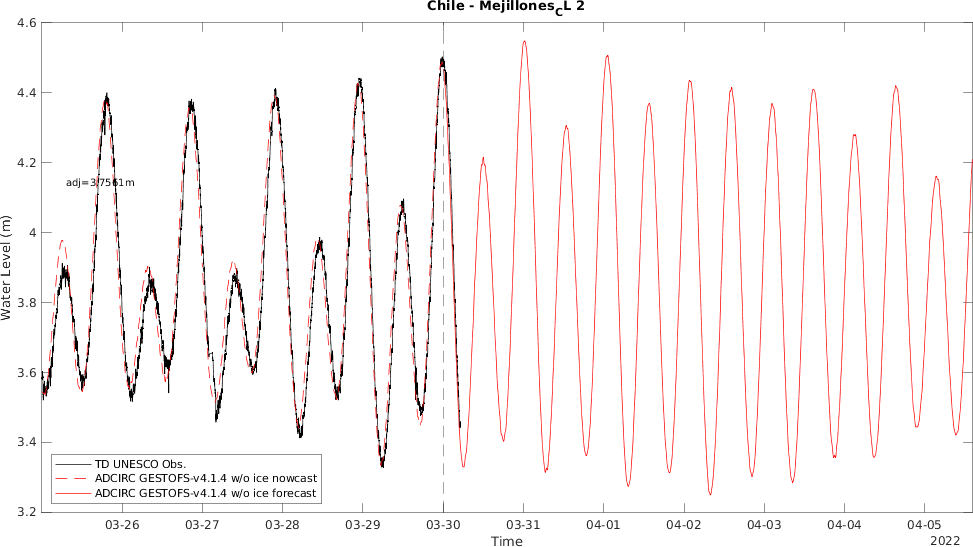 Chile - Mejillones_CL 2
4.6
4.4
4.2
4
3.8
3.6
3.4
3.2
Water Level (m)
adj=3.7561m
TD UNESCO Obs.
ADCIRC GESTOFS-v4.1.4 w/o ice nowcast
ADCIRC GESTOFS-v4.1.4 w/o ice forecast
03-26 03-27 03-28 03-29 03-30 03-31 04-01 04-02 04-03 04-04 04-05
Time
2022